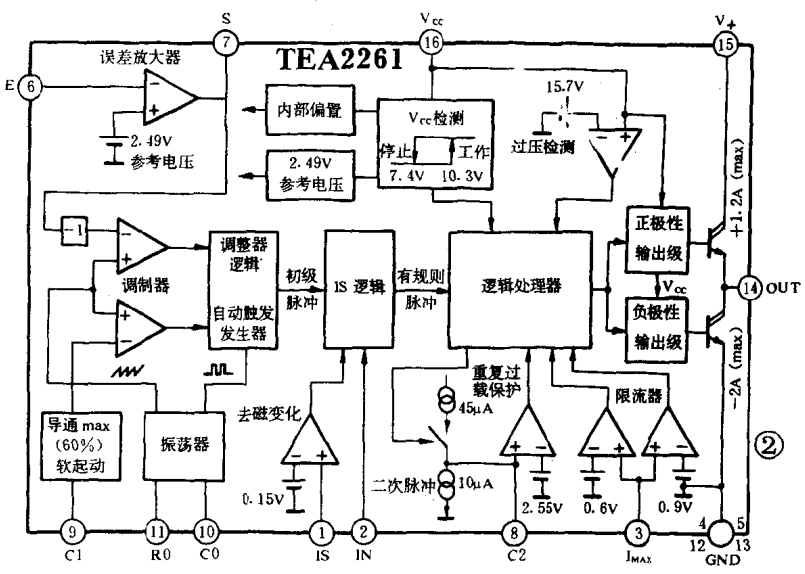 S
Vcc
V+
7
16
15
误差放大器
TEA2261
E
6
−
+
15.7V
内部偏置
Vcc检测
2.49V
参考电压
停止
工作
7.4V
10.3V
− +
过压检测
2.49V
参考电压
+1.2A (max)
正极性
输出级
-1
−
+
调整器
逻辑
初级
脉冲
IS 逻辑
有规则
脉冲
逻辑处理器
Vcc
14
OUT
调制器
+
−
自动触发
发生器
负极性
输出级
-2A (max)
重复过
载保护
限流器
45μA
去磁变化
导通 max
(60%)
软起动
振荡器
− +
+ −
+ −
+ −
②
0.15V
二次脉冲
10μA
2.55V
0.6V
0.9V
9
11
10
1
2
8
3
4
5
12
13
C1
R0
C0
IS
IN
C2
IMAX
GND